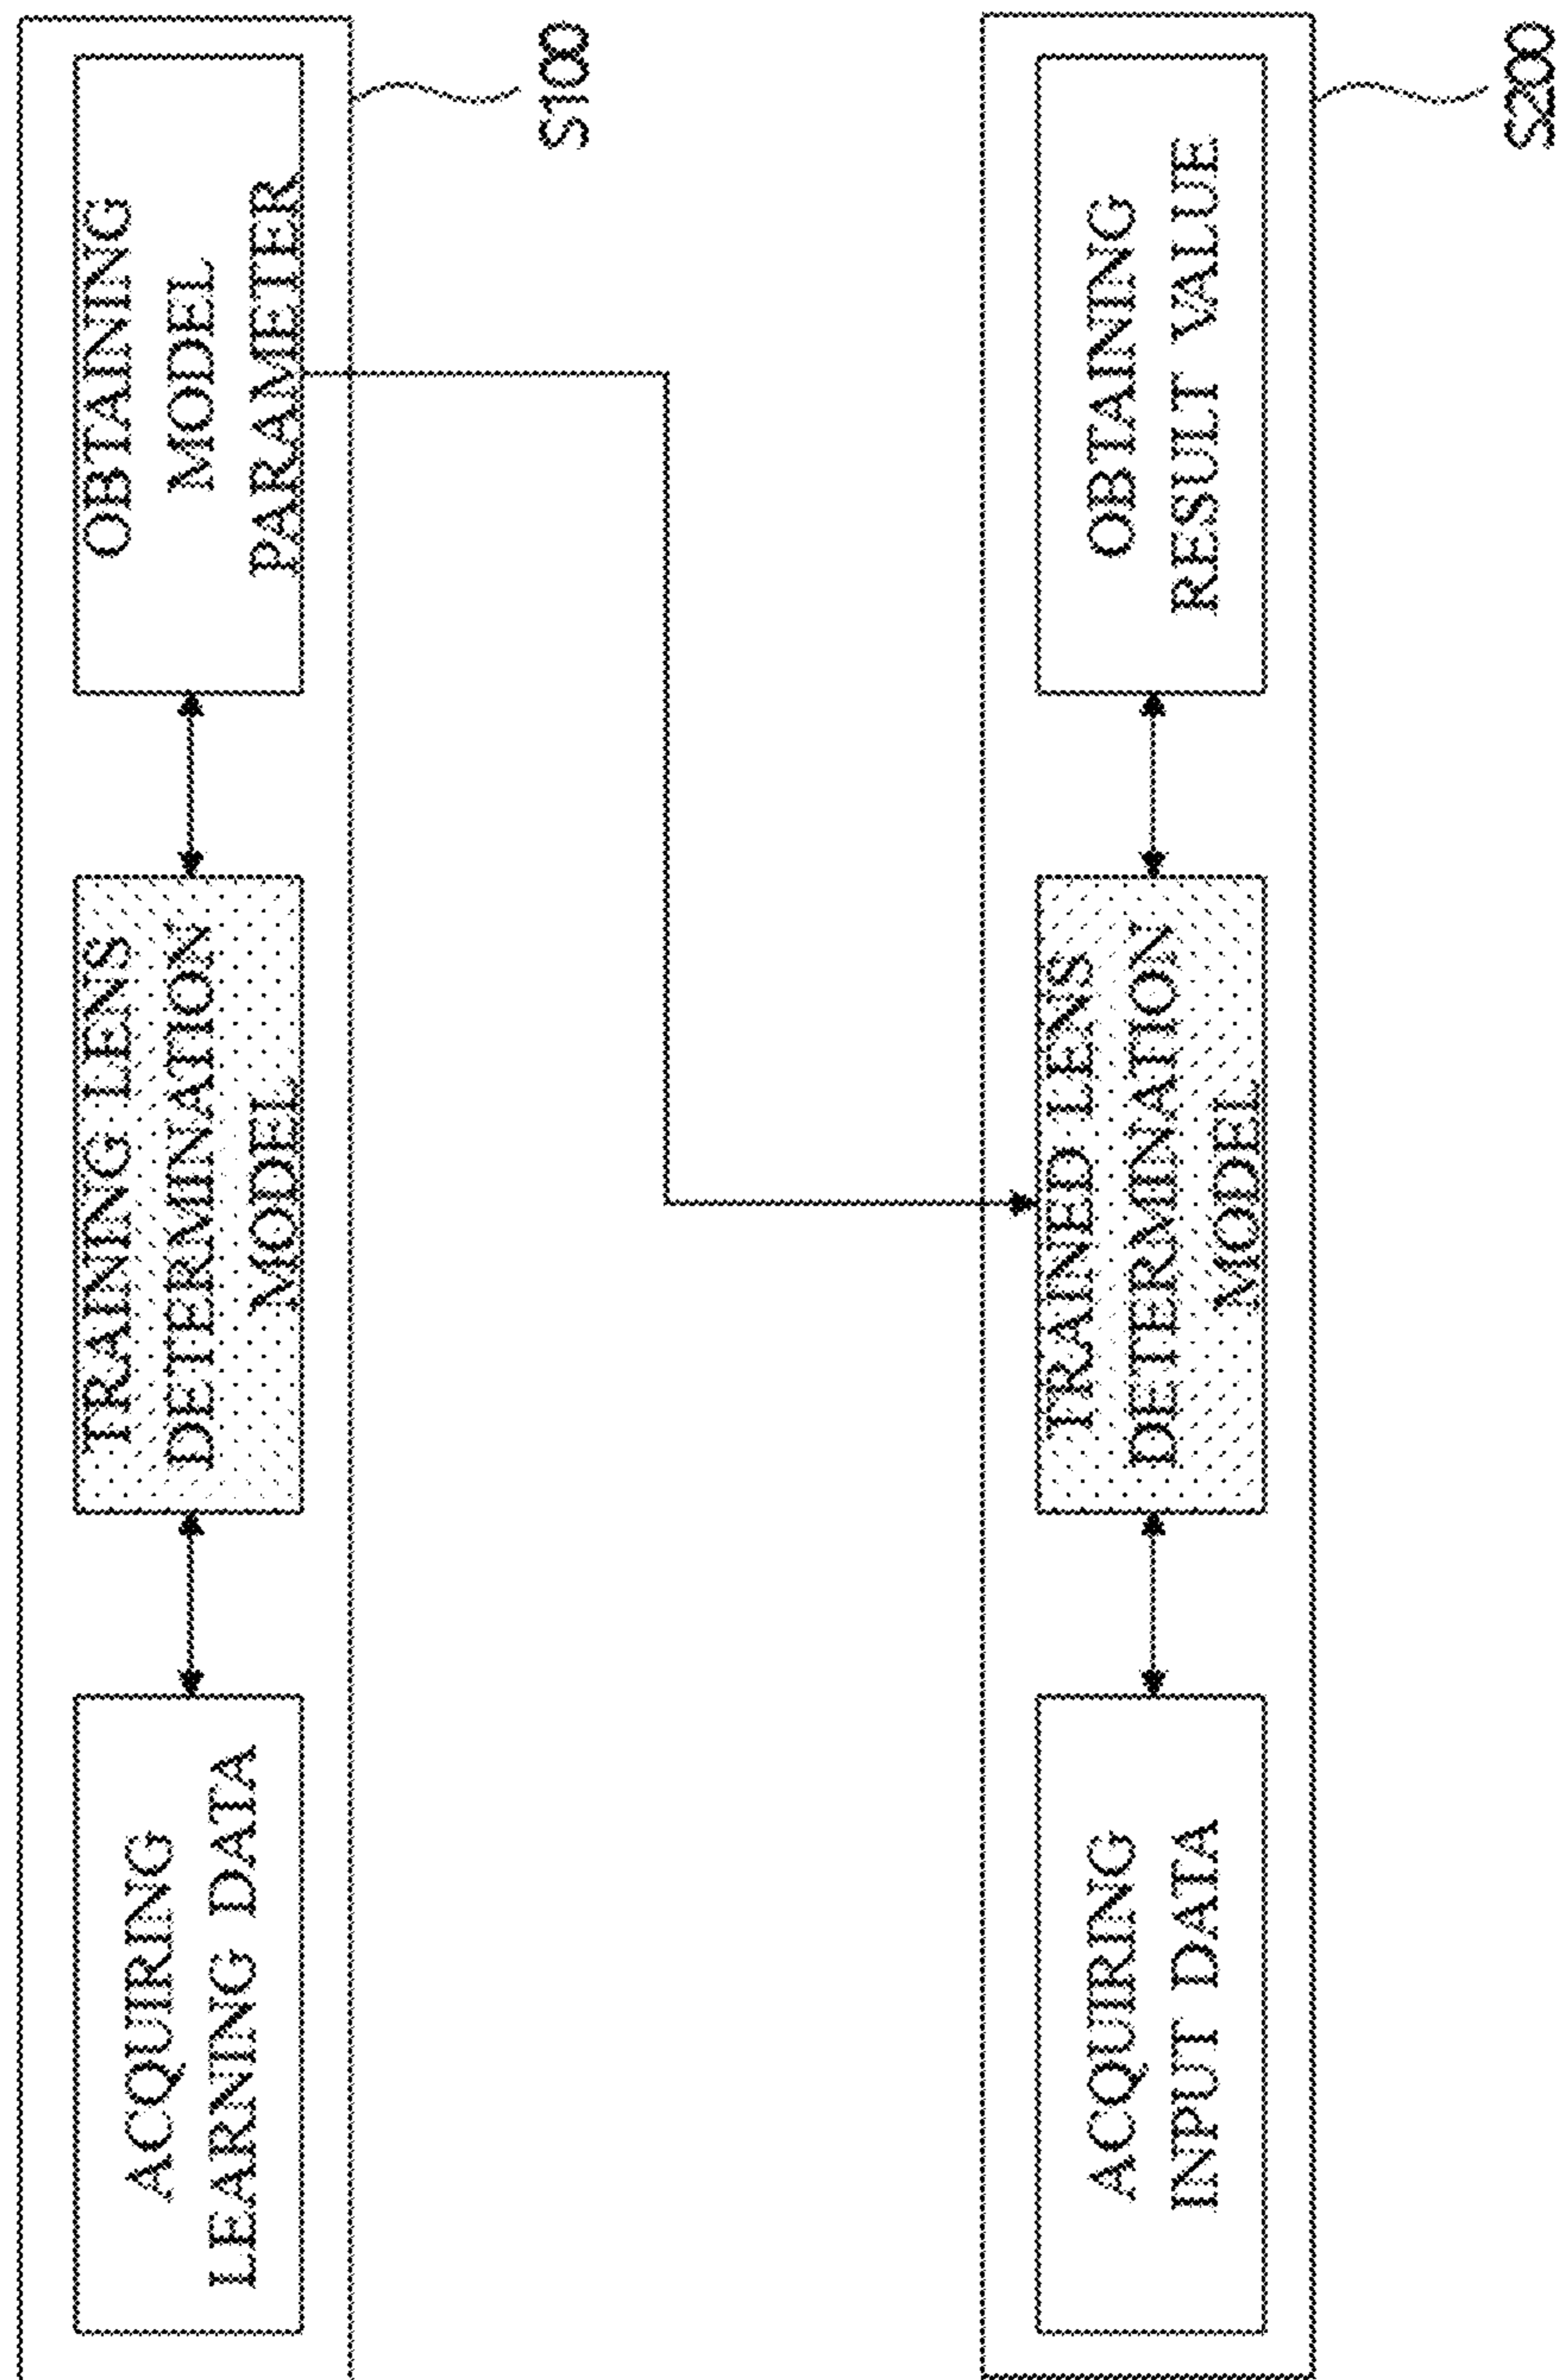 ACQUIRING
LEARNING DATA
TRAINING LENS
DETERMINATION
MODEL
OBTAINING
MODEL
PARAMETER
S100
ACQUIRING
INPUT DATA
TRAINED LENS
DETERMINATION
MODEL
OBTAINING
RESULT VALUE
S200